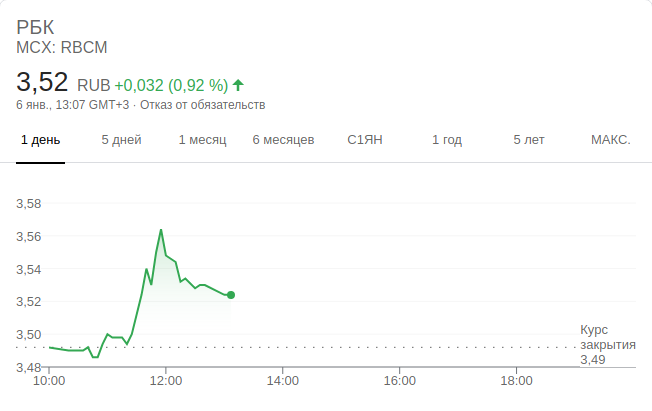 РБК
MCX: RBCM
3,52 RUB +0,032 (0,92 %)
6 янв., 13:07 GMT+3 · Отказ от обязательств
1 день 5 дней 1 месяц 6 месяцев С1ЯН 1 год 5 лет МАКС.
3,58
3,56
3,54
3,52
3,50
3,48
Курс
закрытия
3,49
10:00 12:00 14:00 16:00 18:00